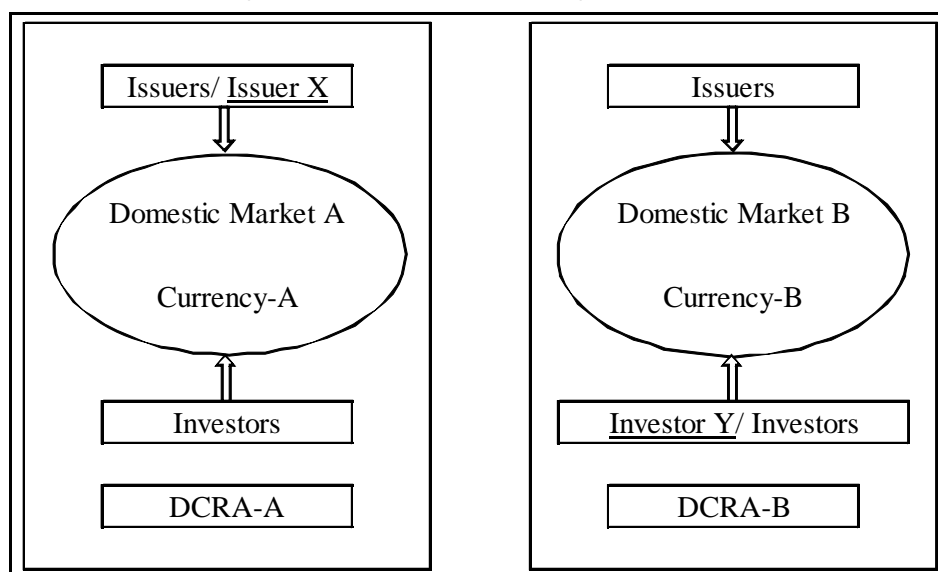 Issuers/ Issuer X
Domestic Market A
Currency-A
Investors
DCRA-A
Issuers
Domestic Market B
Currency-B
Investor Y/ Investors
DCRA-B